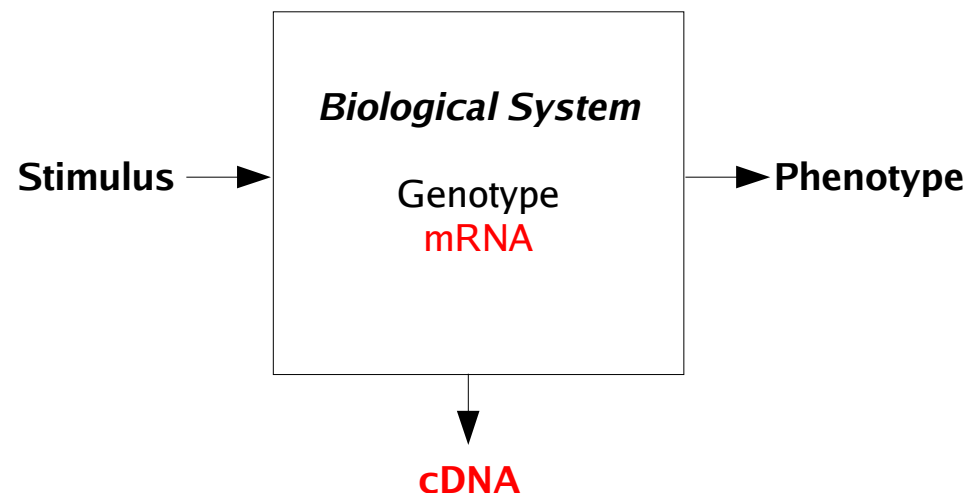 Biological System
Stimulus
Genotype
mRNA
Phenotype
cDNA